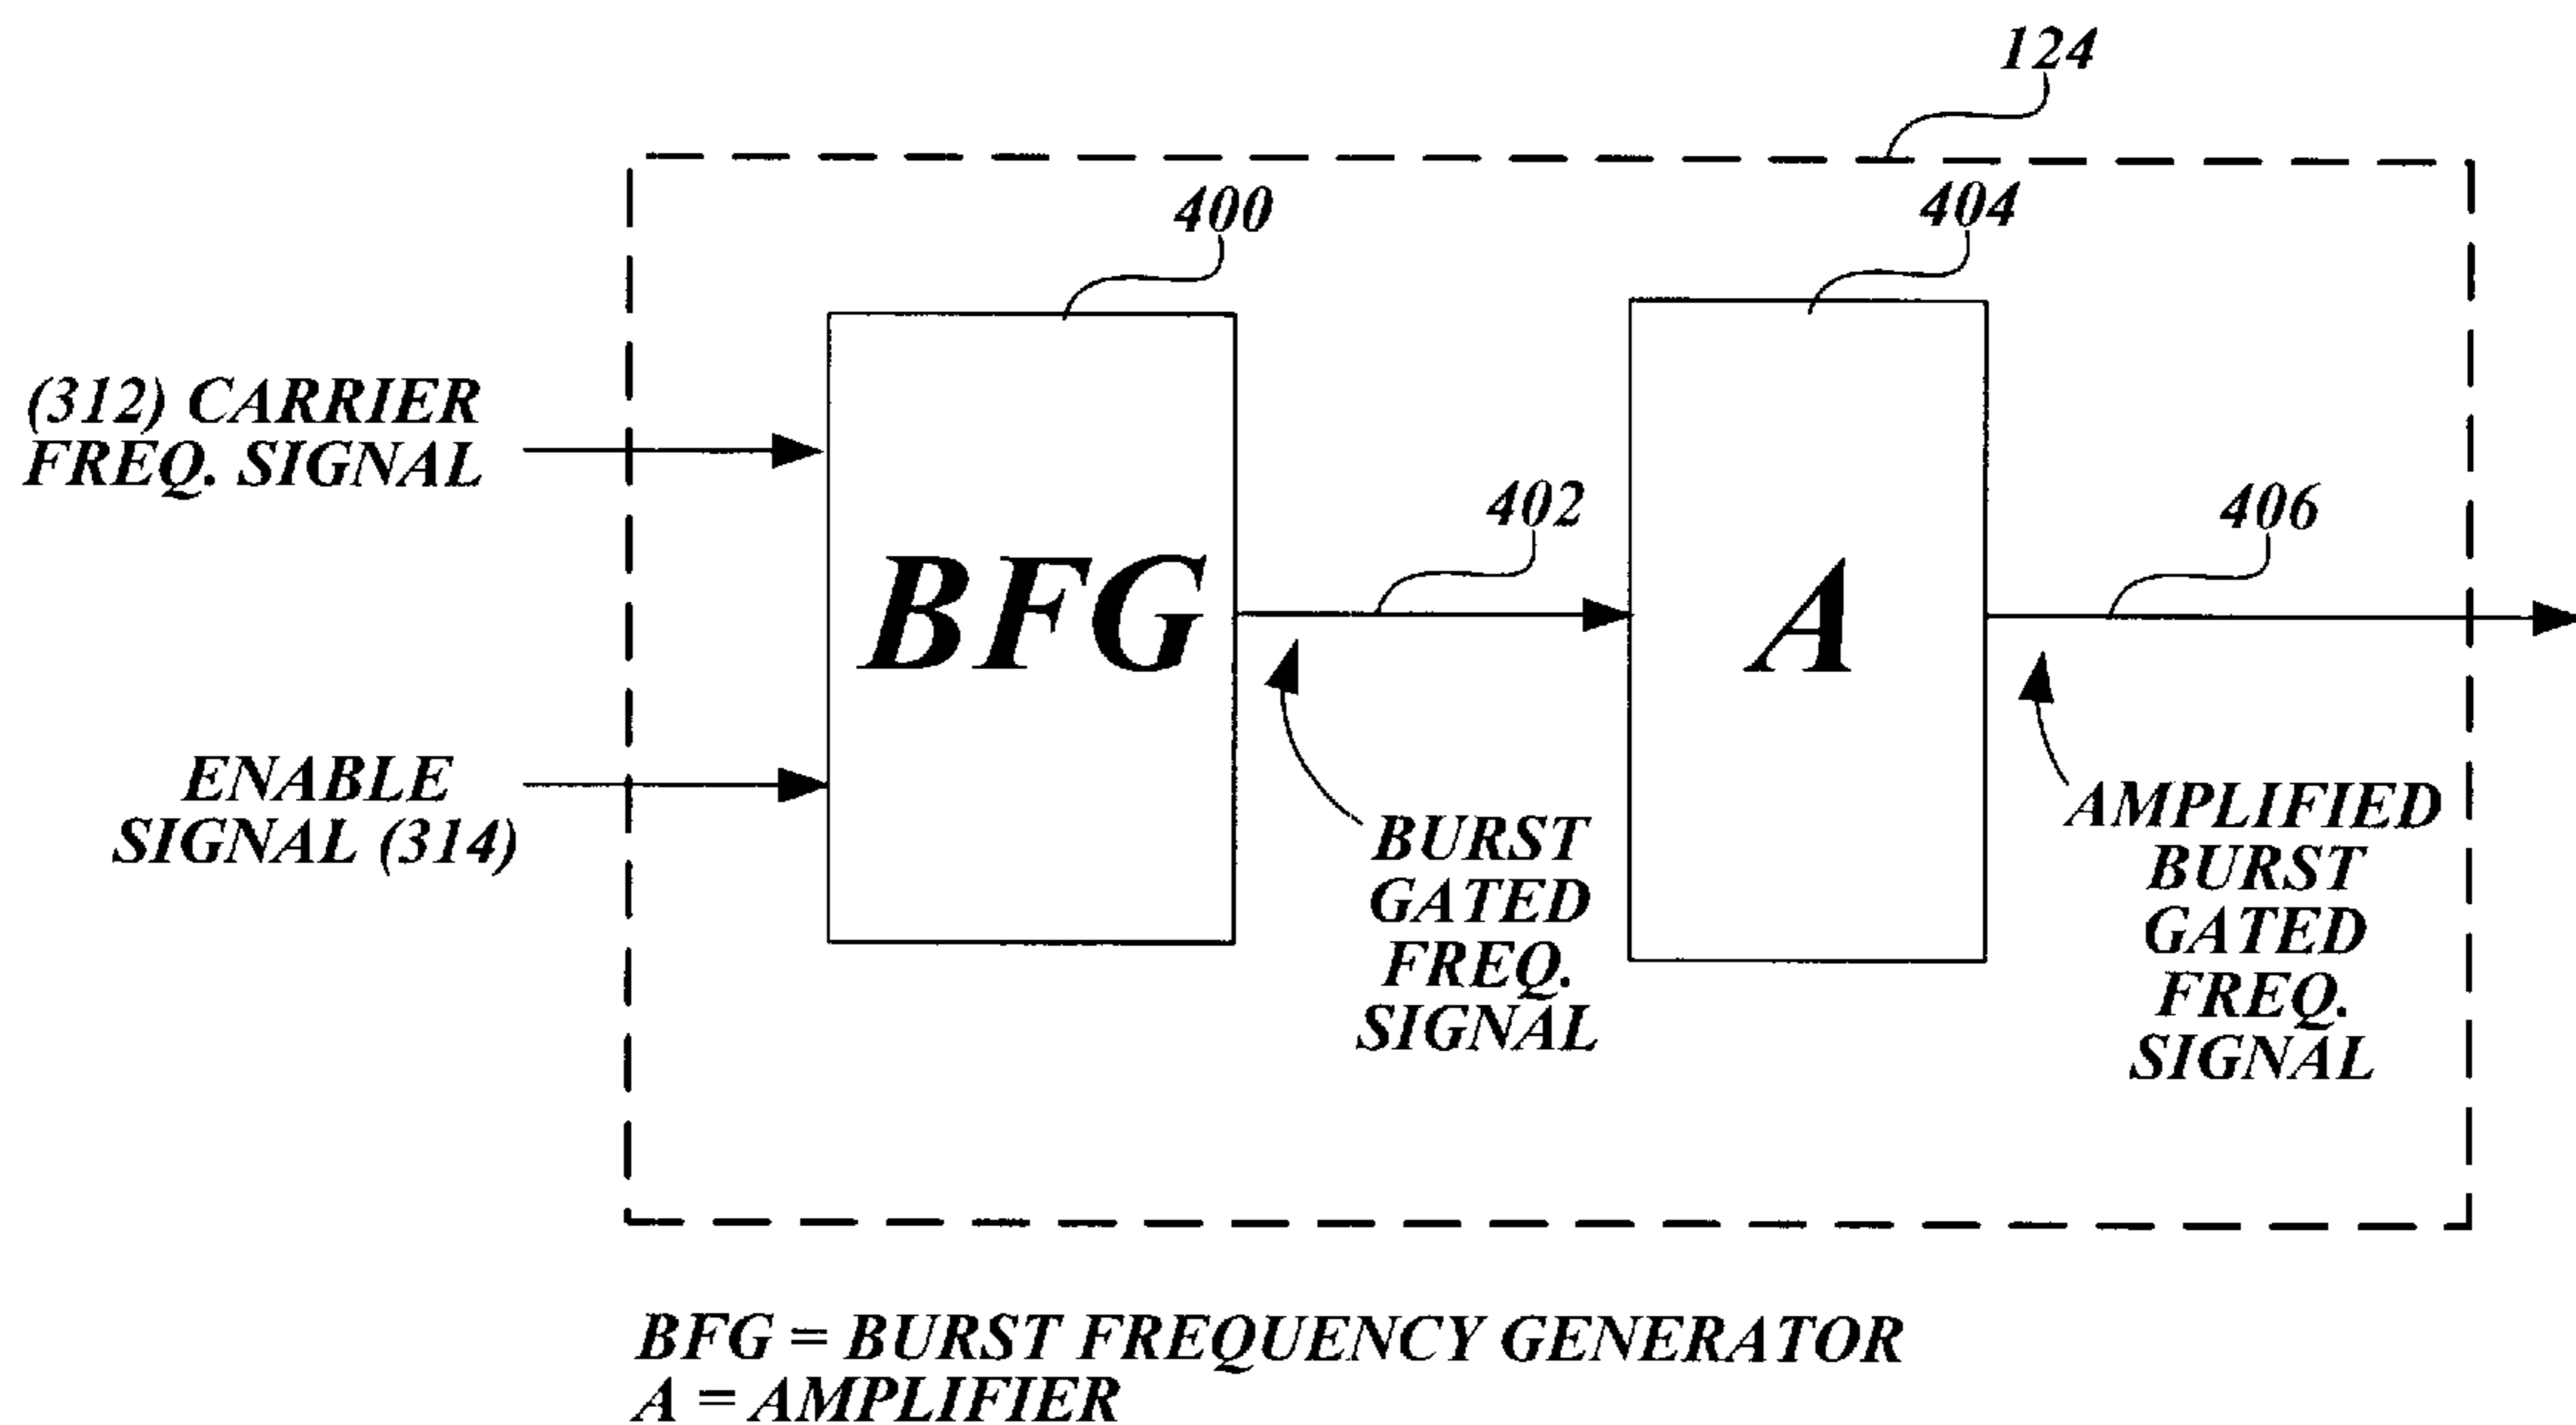 124
400
404
(312) CARRIER
FREQ. SIGNAL
402
406
BFG
A
ENABLE
SIGNAL (314)
BURST
GATED
FREQ.
SIGNAL
AMPLIFIED
BURST
GATED
FREQ.
SIGNAL
BFG = BURST FREQUENCY GENERATOR
A = AMPLIFIER